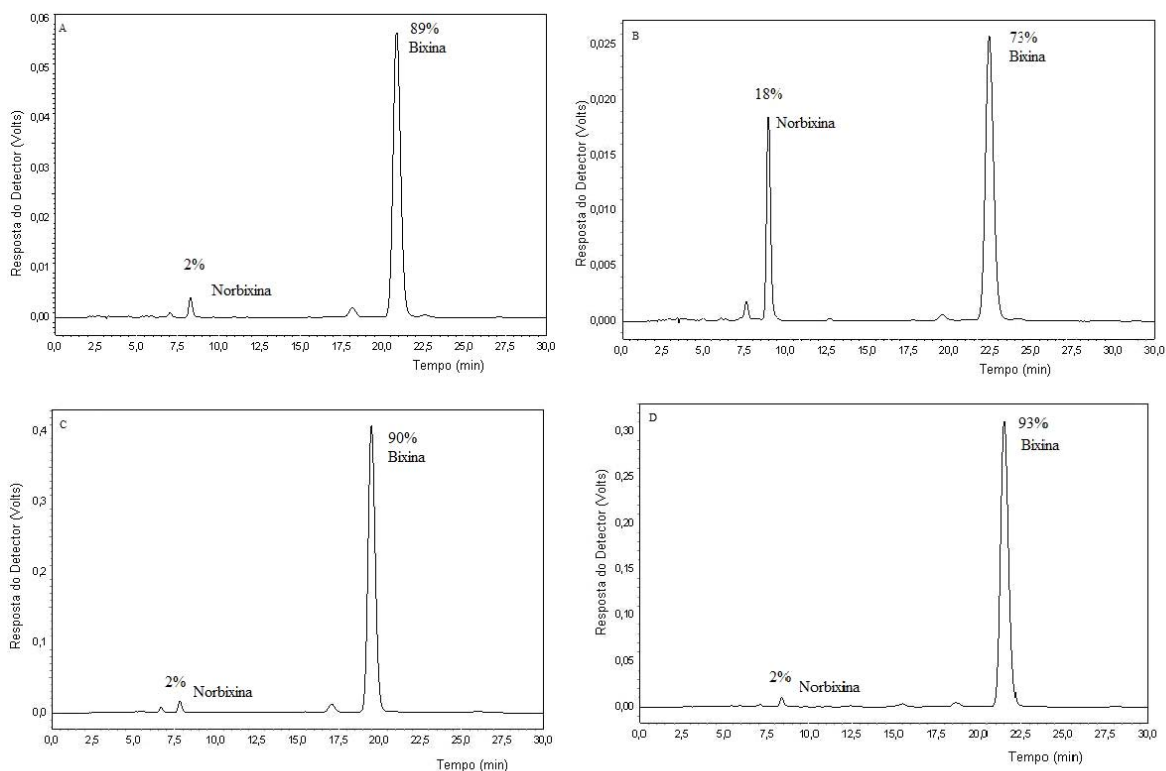 A
89%
Bixina
2%
Norbixina
Resposta do Detector (Volts)
0,06
0,05
0,04
0,03
0,02
0,01
0,00
0,0 2,5 5,0 7,5 10,0 12,5 15,0 17,5 20,0 22,5 25,0 27,5 30,0
Tempo (min)
B
73%
Bixina
18%
Norbixina
Resposta do Detector (Volts)
0,025
0,020
0,015
0,010
0,005
0,000
0,0 2,5 5,0 7,5 10,0 12,5 15,0 17,5 20,0 22,5 25,0 27,5 30,0
Tempo (min)
C
90%
Bixina
2%
Norbixina
Resposta do Detector (Volts)
0,4
0,3
0,2
0,1
0,0
0,0 2,5 5,0 7,5 10,0 12,5 15,0 17,5 20,0 22,5 25,0 27,5 30,0
Tempo (min)
D
93%
Bixina
2%
Norbixina
Resposta do Detector (Volts)
0,30
0,25
0,20
0,15
0,10
0,05
0,00
0,0 2,5 5,0 7,5 10,0 12,5 15,0 17,5 20,0 22,5 25,0 27,5 30,0
Tempo (min)